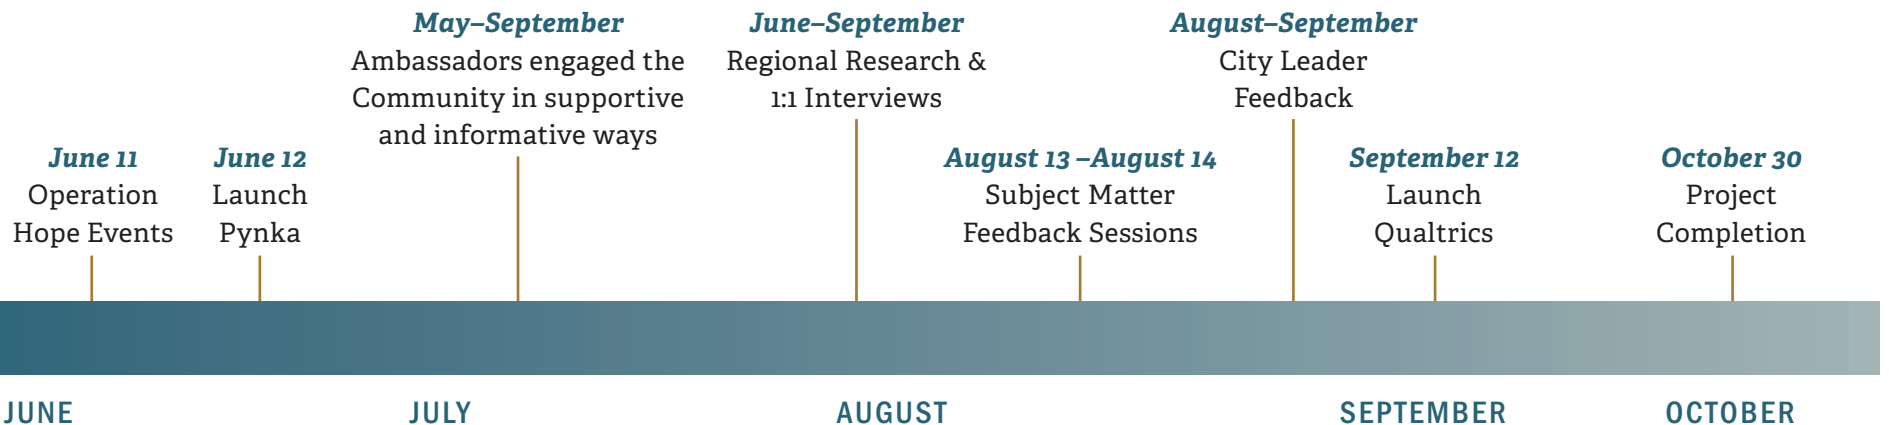 May–September
Ambassadors engaged the
Community in supportive
and informative ways
June–September
Regional Research &
1:1 Interviews
August–September
City Leader
Feedback
June 11
Operation
Hope Events
June 12
Launch
Pynka
August 13 –August 14
Subject Matter
Feedback Sessions
September 12
Launch
Qualtrics
October 30
Project
Completion
JUNE
JULY
AUGUST
SEPTEMBER
OCTOBER